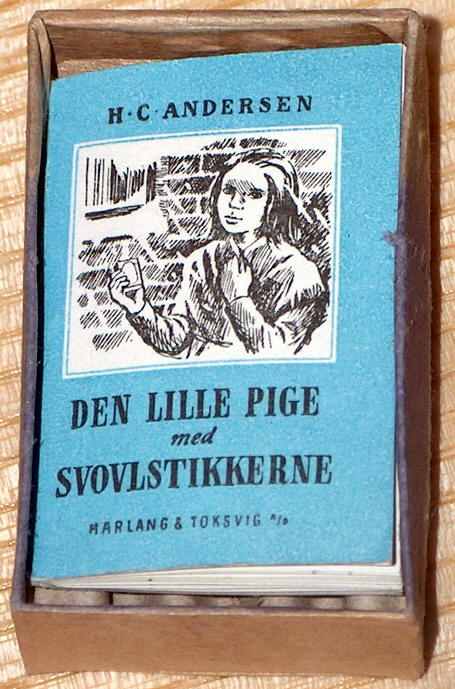 H·C·ANDERSEN
DEN LILLE PIGE
med
SVOVLSTIKKERNE
HARLANG & TOKSVIG A/S